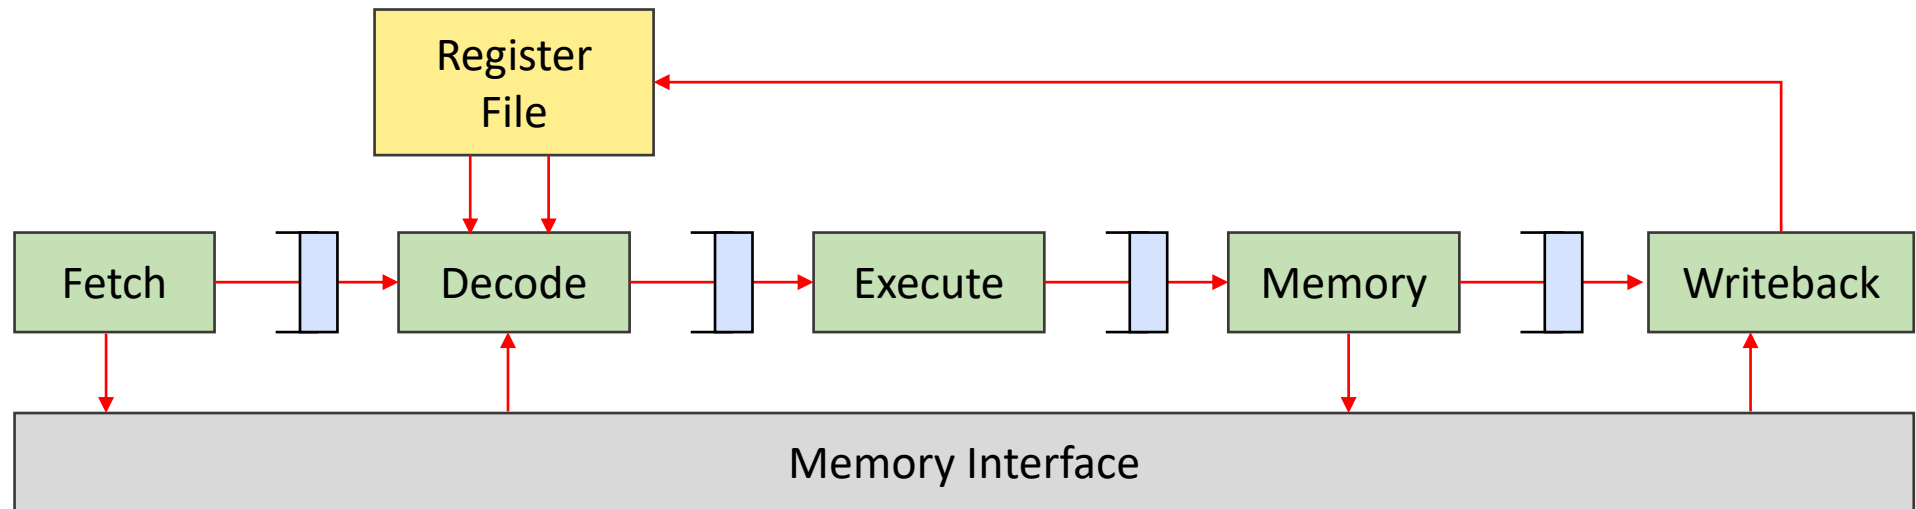 Register
File
Fetch
Decode
Execute
Memory
Writeback
Memory Interface